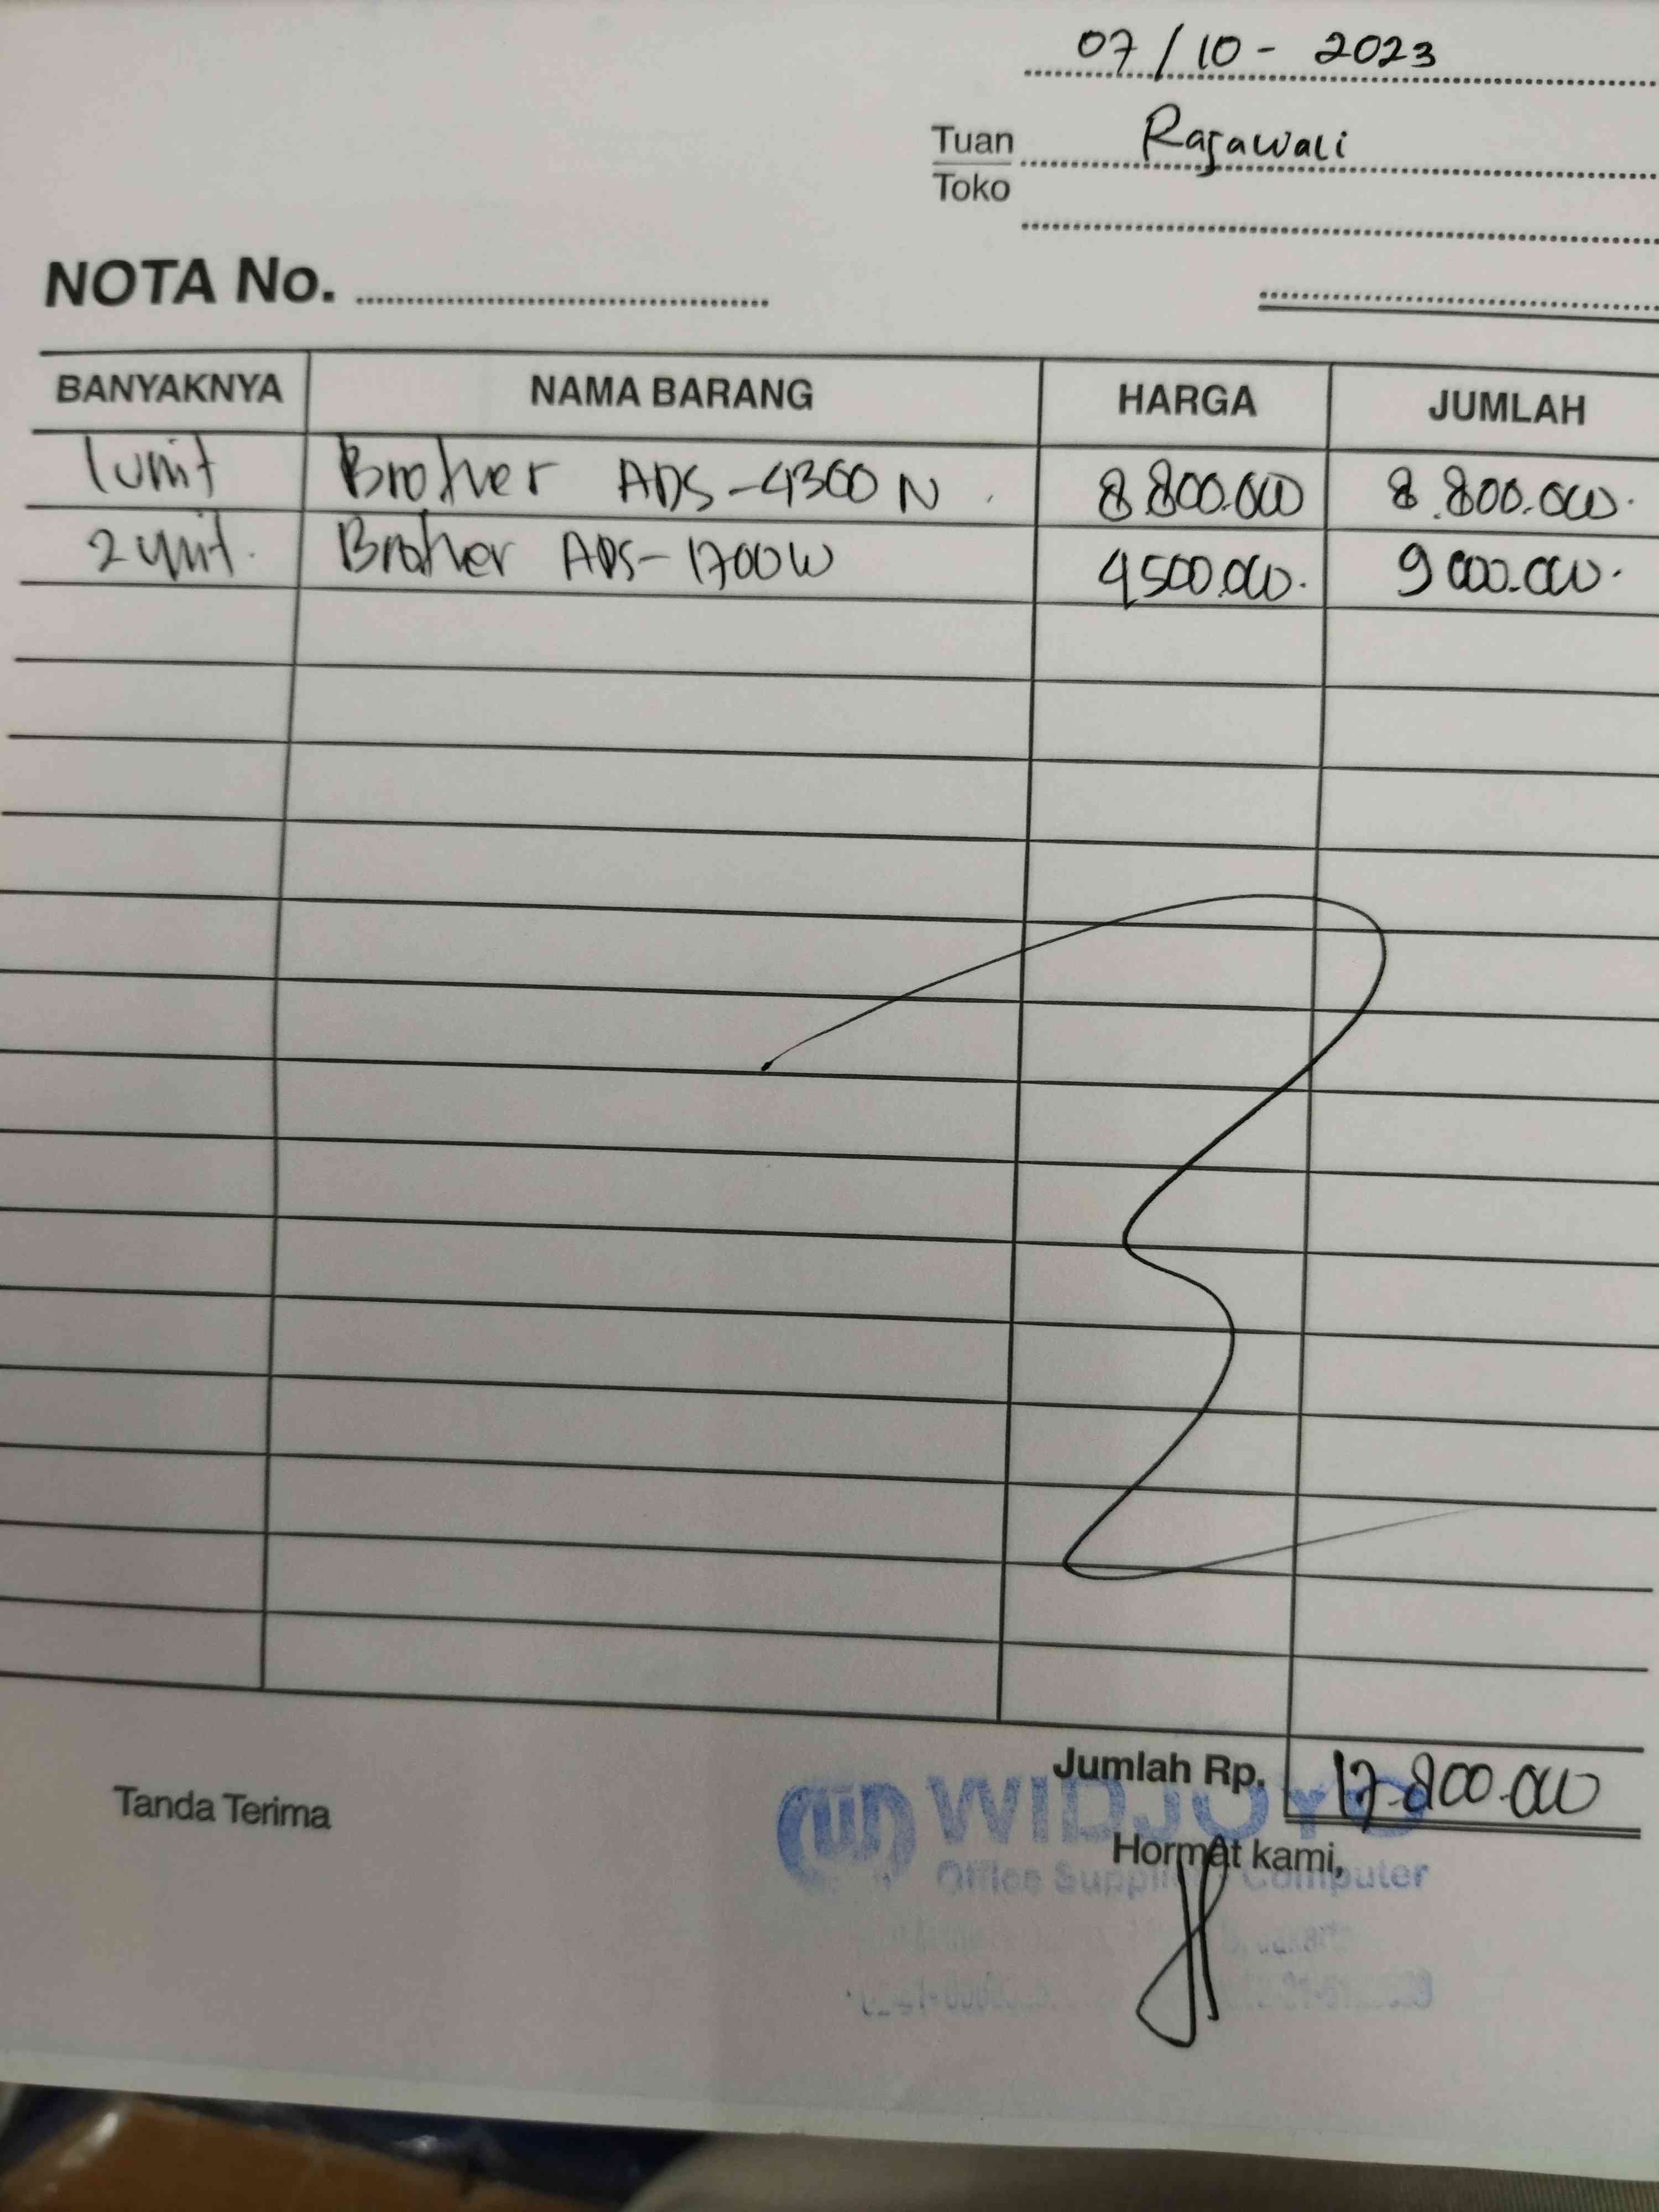 07/10 - 2023
Tuan Rajawali
Toko
NOTA No.
BANYAKNYA NAMA BARANG HARGA JUMLAH
1 unit Brother ADS-4300 N 8.800.000 8.800.000.
2 unit. Brother ADS-1700W 4500.000. 9 000.000.
Jumlah Rp. 17.800.000
Tanda Terima
WIDJOYO
Hormat kami,
Office Supplies Computer